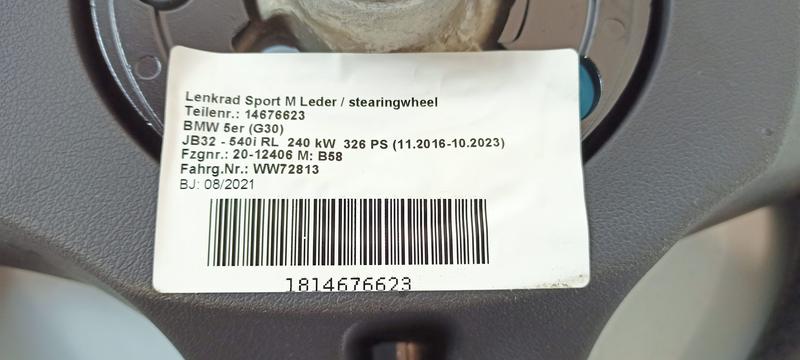 Lenkrad Sport M Leder / stearingwheel
Teilenr.: 14676623
BMW 5er (G30)
JB32 - 540i RL 240 kW 326 PS (11.2016-10.2023)
Fzgnr.: 20-12406 M: B58
Fahrg.Nr.: WW72813
BJ: 08/2021
1814676623